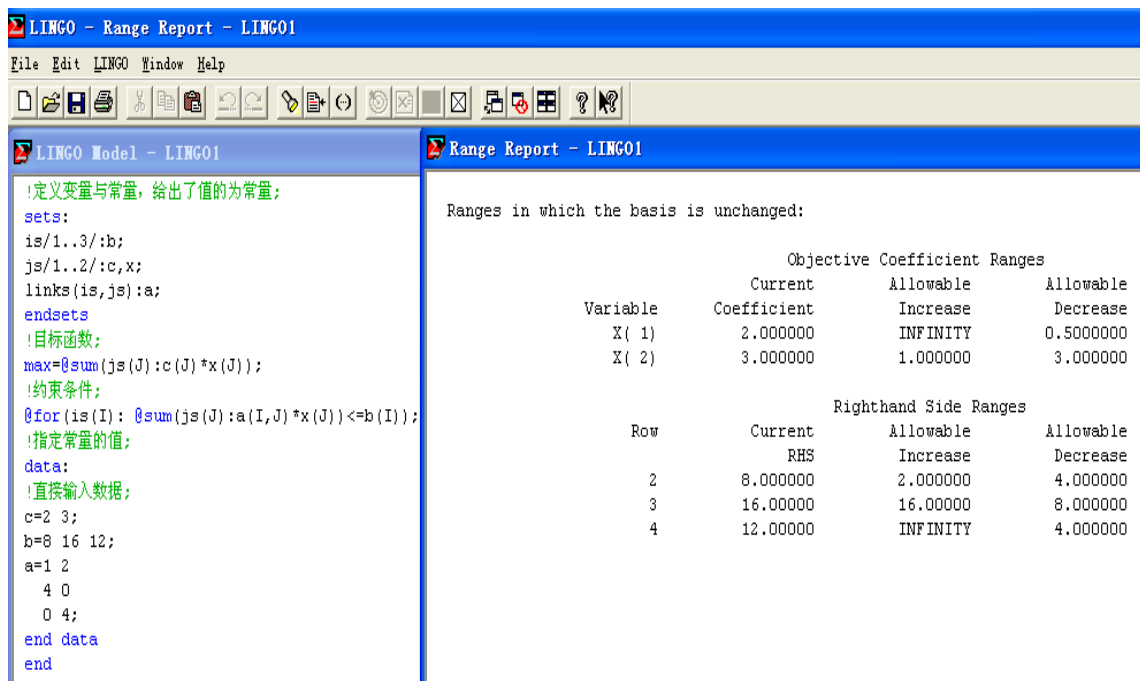 LINGO - Range Report - LINGO1
File Edit LINGO Window Help
LINGO Model - LINGO1
!定义变量与常量，给出了值的为常量;
sets:
is/1..3/:b;
js/1..2/:c,x;
links(is,js):a;
endsets
!目标函数;
max=@sum(js(J):c(J)*x(J));
!约束条件;
@for(is(I): @sum(js(J):a(I,J)*x(J))<=b(I));
!指定常量的值;
data:
!直接输入数据;
c=2 3;
b=8 16 12;
a=1 2
4 0
0 4;
end data
end
Range Report - LINGO1
Ranges in which the basis is unchanged:
Objective Coefficient Ranges
Current Allowable Allowable
Variable Coefficient Increase Decrease
X( 1) 2.000000 INFINITY 0.5000000
X( 2) 3.000000 1.000000 3.000000
Righthand Side Ranges
Row Current Allowable Allowable
RHS Increase Decrease
2 8.000000 2.000000 4.000000
3 16.00000 16.00000 8.000000
4 12.00000 INFINITY 4.000000